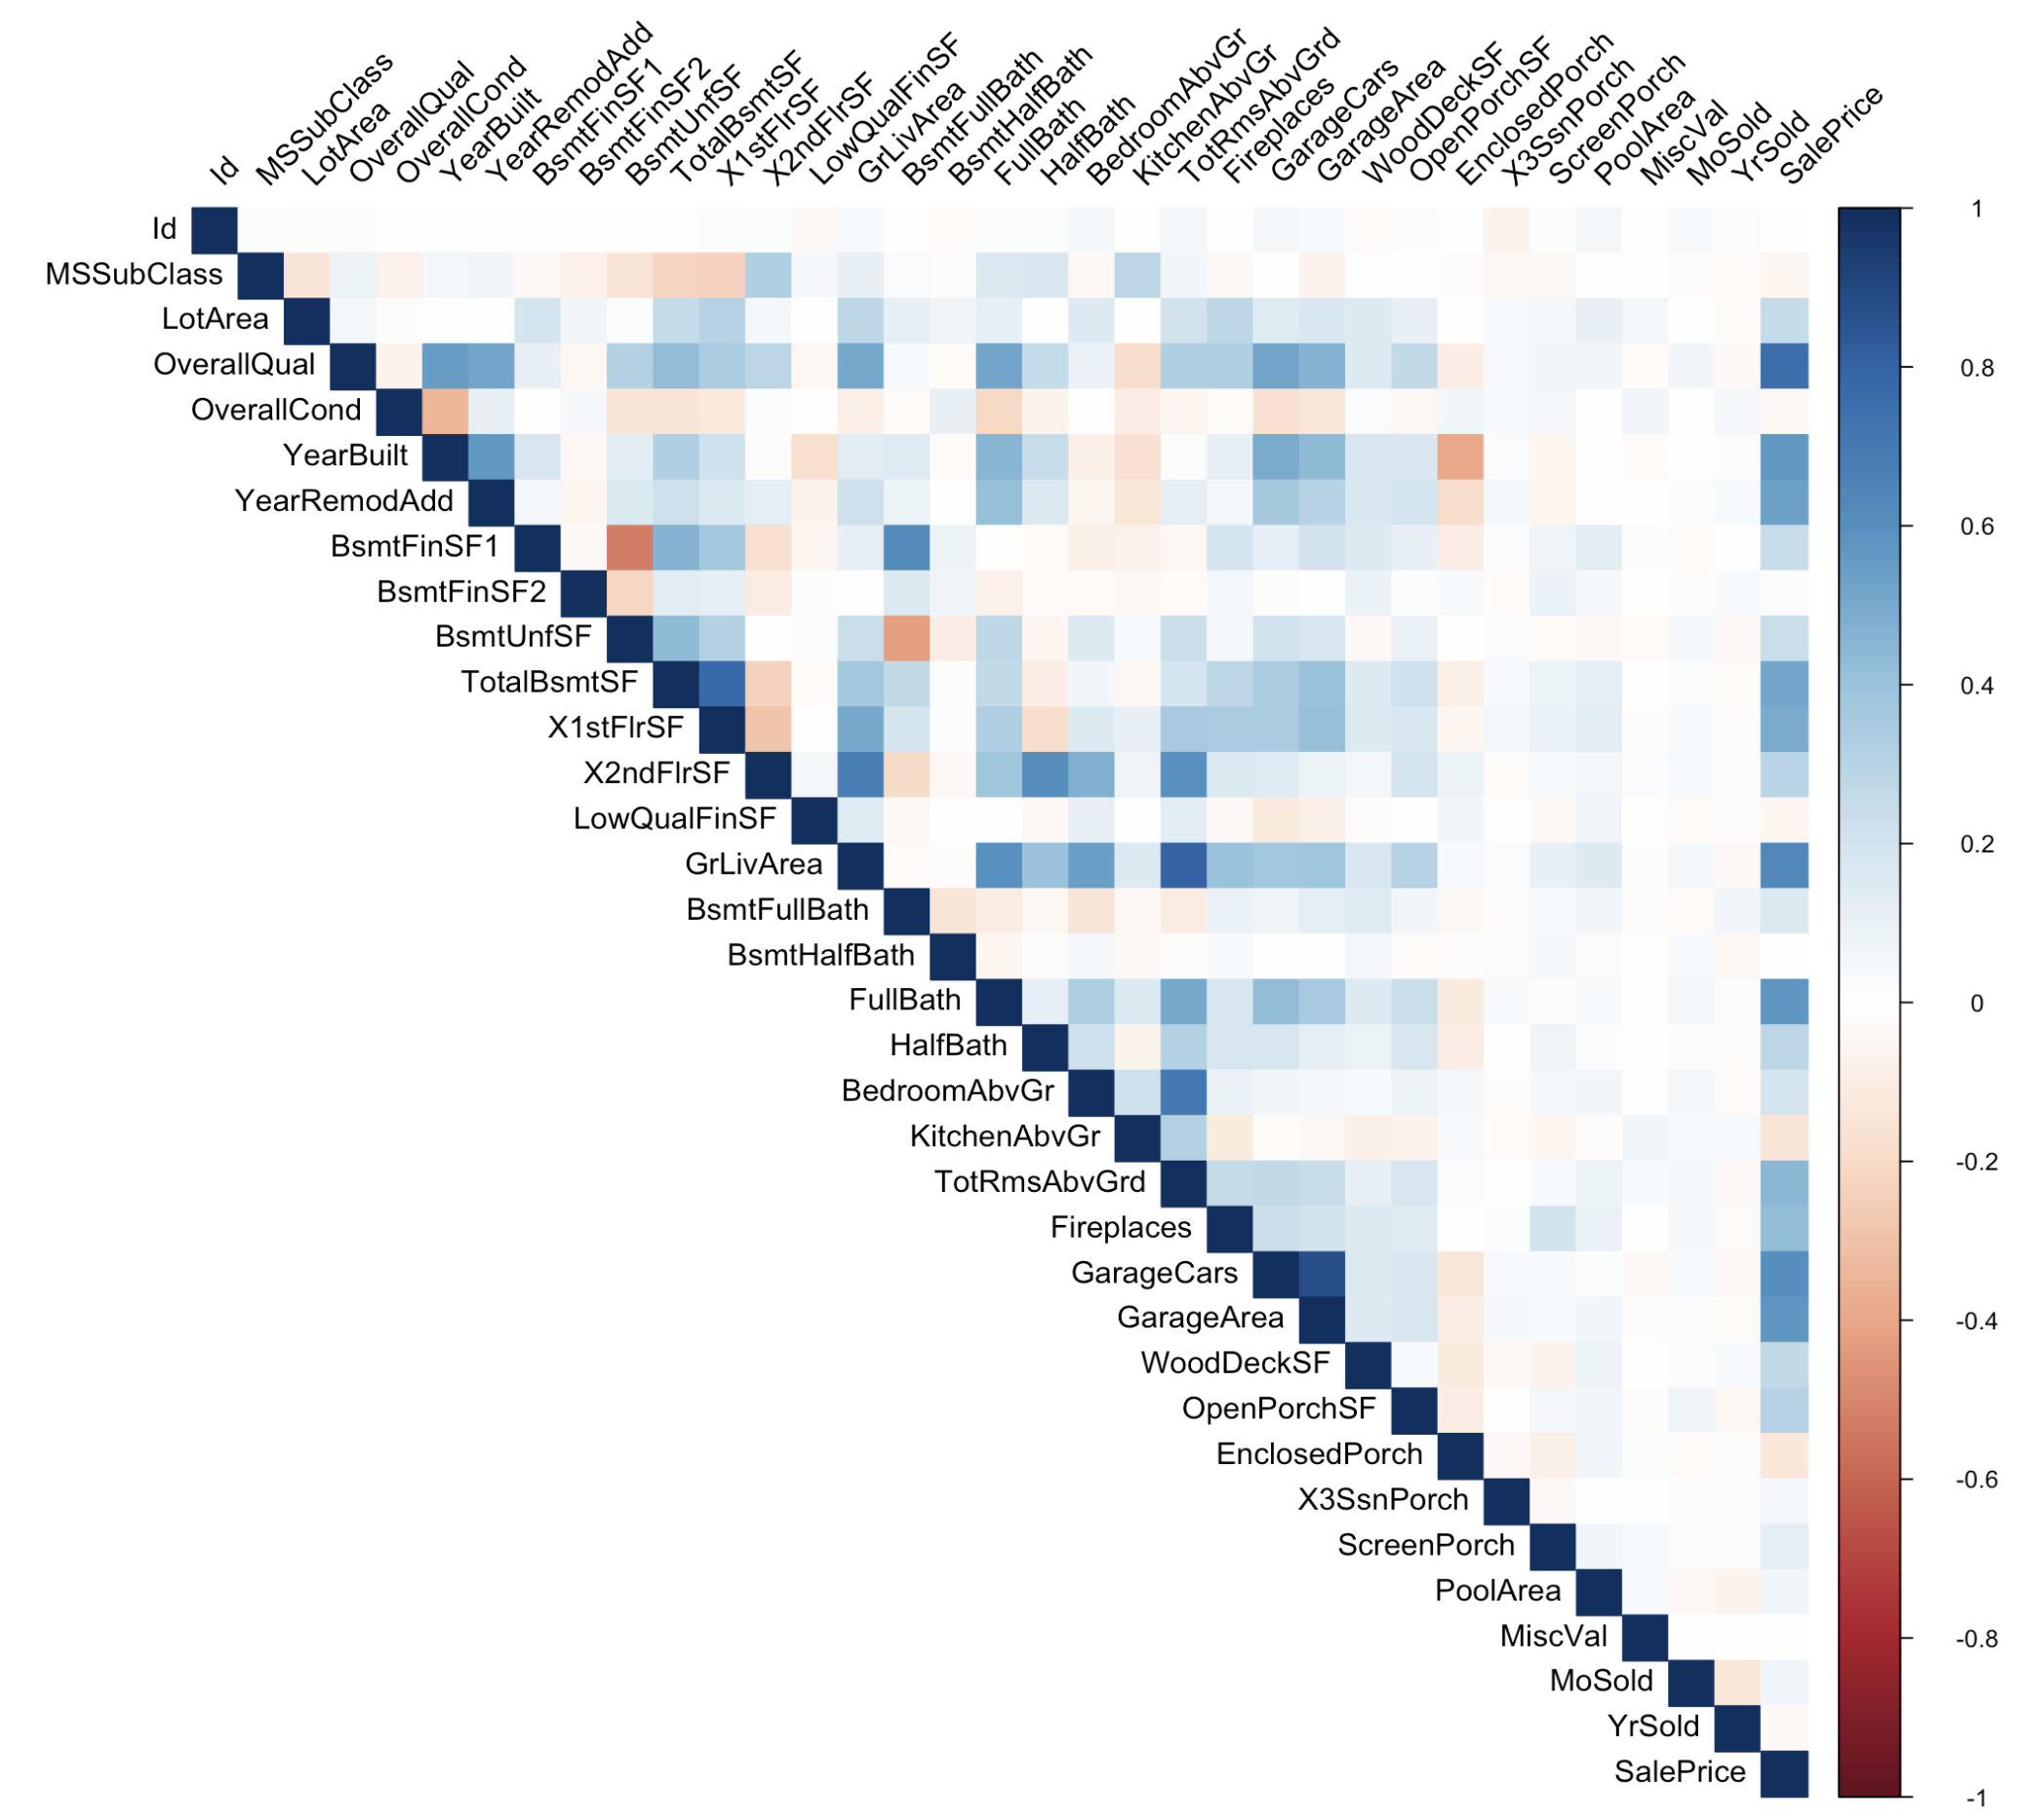 Id
MSSubClass
LotArea
OverallQual
OverallCond
YearBuilt
YearRemodAdd
BsmtFinSF1
BsmtFinSF2
BsmtUnfSF
TotalBsmtSF
X1stFlrSF
X2ndFlrSF
LowQualFinSF
GrLivArea
BsmtFullBath
BsmtHalfBath
FullBath
HalfBath
BedroomAbvGr
KitchenAbvGr
TotRmsAbvGrd
Fireplaces
GarageCars
GarageArea
WoodDeckSF
OpenPorchSF
EnclosedPorch
X3SsnPorch
ScreenPorch
PoolArea
MiscVal
MoSold
YrSold
SalePrice
Id
MSSubClass
LotArea
OverallQual
OverallCond
YearBuilt
YearRemodAdd
BsmtFinSF1
BsmtFinSF2
BsmtUnfSF
TotalBsmtSF
X1stFlrSF
X2ndFlrSF
LowQualFinSF
GrLivArea
BsmtFullBath
BsmtHalfBath
FullBath
HalfBath
BedroomAbvGr
KitchenAbvGr
TotRmsAbvGrd
Fireplaces
GarageCars
GarageArea
WoodDeckSF
OpenPorchSF
EnclosedPorch
X3SsnPorch
ScreenPorch
PoolArea
MiscVal
MoSold
YrSold
SalePrice
1
0.8
0.6
0.4
0.2
0
-0.2
-0.4
-0.6
-0.8
-1